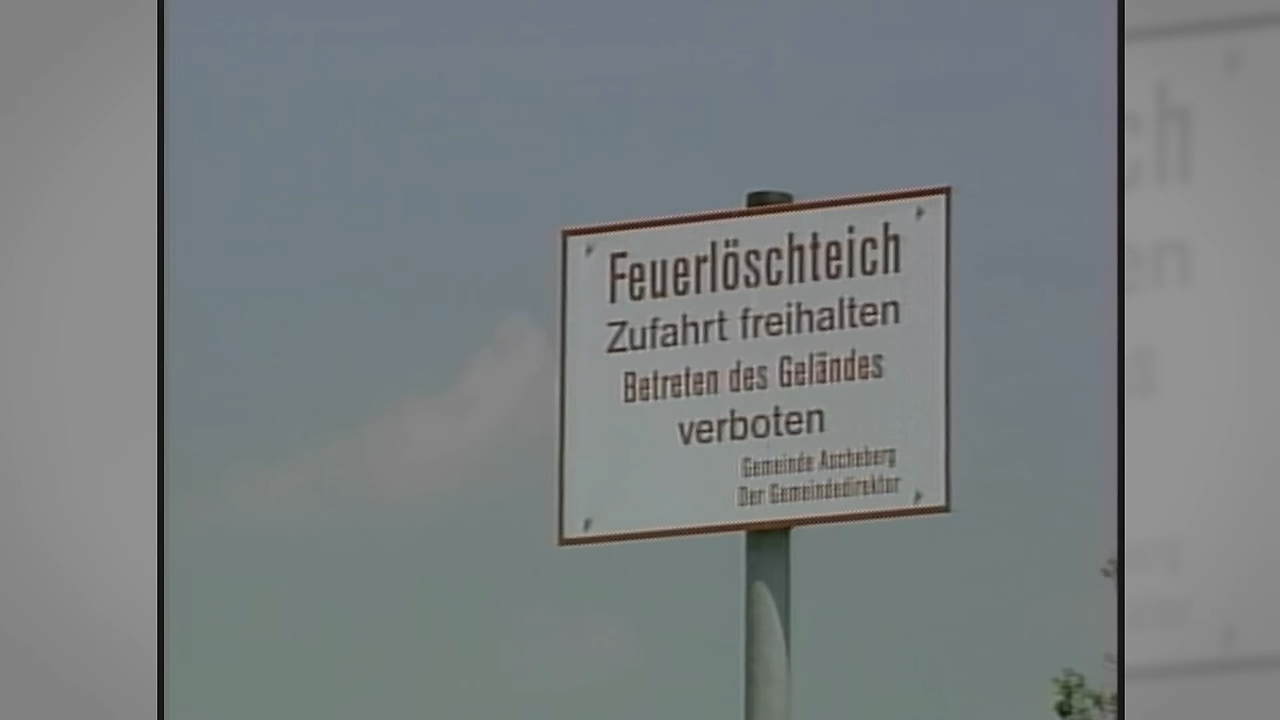 Feuerlöschteich
Zufahrt freihalten
Betreten des Geländes
verboten
Gemeinde Ascheberg
Der Gemeindedirektor